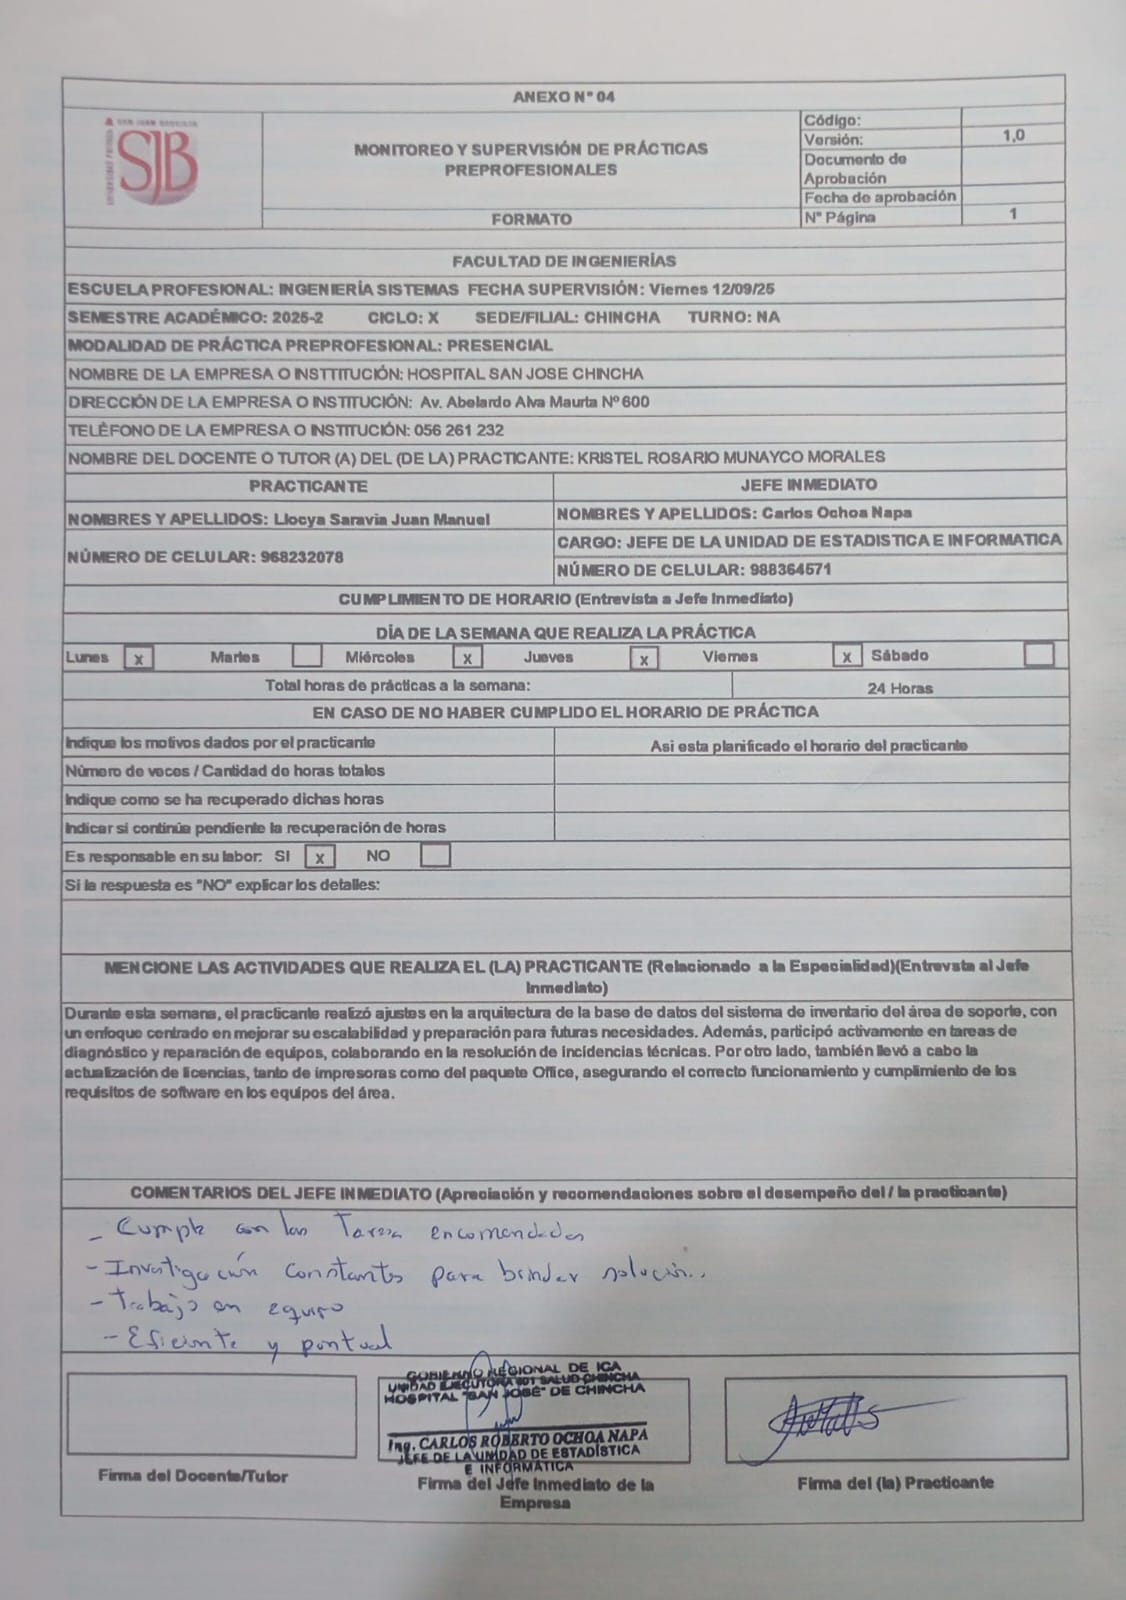 ANEXO N° 04
SAN JUAN BAUTISTA
SJB
MONITOREO Y SUPERVISIÓN DE PRÁCTICAS
PREPROFESIONALES
FORMATO
Código:
Versión: 1,0
Documento de
Aprobación
Fecha de aprobación
N° Página 1
FACULTAD DE INGENIERÍAS
ESCUELA PROFESIONAL: INGENIERÍA SISTEMAS FECHA SUPERVISIÓN: Viernes 12/09/25
SEMESTRE ACADÉMICO: 2025-2 CICLO: X SEDE/FILIAL: CHINCHA TURNO: NA
MODALIDAD DE PRÁCTICA PREPROFESIONAL: PRESENCIAL
NOMBRE DE LA EMPRESA O INSTTITUCIÓN: HOSPITAL SAN JOSE CHINCHA
DIRECCIÓN DE LA EMPRESA O INSTITUCIÓN: Av. Abelardo Alva Maurta N° 600
TELÉFONO DE LA EMPRESA O INSTITUCIÓN: 056 261 232
NOMBRE DEL DOCENTE O TUTOR (A) DEL (DE LA) PRACTICANTE: KRISTEL ROSARIO MUNAYCO MORALES
PRACTICANTE JEFE INMEDIATO
NOMBRES Y APELLIDOS: Llocya Saravia Juan Manuel
NOMBRES Y APELLIDOS: Carlos Ochoa Napa
NÚMERO DE CELULAR: 968232078
CARGO: JEFE DE LA UNIDAD DE ESTADISTICA E INFORMATICA
NÚMERO DE CELULAR: 988364571
CUMPLIMIENTO DE HORARIO (Entrevista a Jefe Inmediato)
DÍA DE LA SEMANA QUE REALIZA LA PRÁCTICA
Lunes x Martes Miércoles x Jueves x Viernes x Sábado
Total horas de prácticas a la semana: 24 Horas
EN CASO DE NO HABER CUMPLIDO EL HORARIO DE PRÁCTICA
Indique los motivos dados por el practicante Asi esta planificado el horario del practicante
Número de veces / Cantidad de horas totales
Indique como se ha recuperado dichas horas
Indicar si continúa pendiente la recuperación de horas
Es responsable en su labor: SI x NO
Si la respuesta es "NO" explicar los detalles:
MENCIONE LAS ACTIVIDADES QUE REALIZA EL (LA) PRACTICANTE (Relacionado a la Especialidad)(Entrevsta al Jefe
Inmediato)
Durante esta semana, el practicante realizó ajustes en la arquitectura de la base de datos del sistema de inventario del área de soporte, con
un enfoque centrado en mejorar su escalabilidad y preparación para futuras necesidades. Además, participó activamente en tareas de
diagnóstico y reparación de equipos, colaborando en la resolución de incidencias técnicas. Por otro lado, también llevó a cabo la
actualización de licencias, tanto de impresoras como del paquete Office, asegurando el correcto funcionamiento y cumplimiento de los
requisitos de software en los equipos del área.
COMENTARIOS DEL JEFE INMEDIATO (Apreciación y recomendaciones sobre el desempeño del / la practicante)
- Cumple con las Tarea encomendadas
- Investigación constantes para brindar solución..
- Trabajo en equipo
- Eficiente y puntual
GOBIERNO REGIONAL DE ICA
UNIDAD EJECUTORA 401 SALUD CHINCHA
HOSPITAL "SAN JOSÉ" DE CHINCHA
Ing. CARLOS ROBERTO OCHOA NAPA
JEFE DE LA UNIDAD DE ESTADÍSTICA
E INFORMÁTICA
Firma del Docente/Tutor
Firma del Jefe Inmediato de la
Empresa
Firma del (la) Practicante